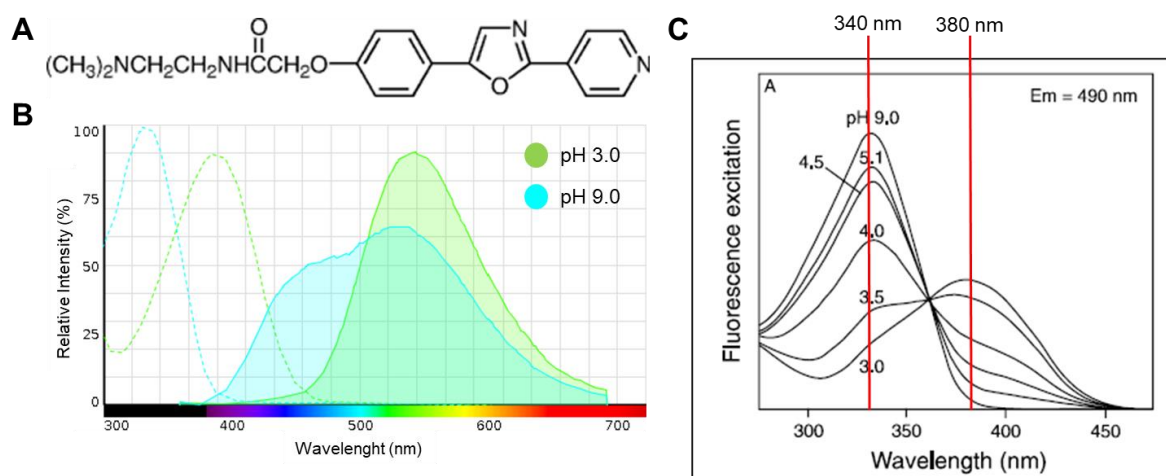 A
(CH₃)₂NCH₂CH₂NHCCH₂O
O
N
O
N
B
100
75
50
25
0
Relative Intensity (%)
pH 3.0
pH 9.0
300 400 500 600 700
Wavelenght (nm)
C
340 nm 380 nm
A
Em = 490 nm
pH 9.0
5.1
4.5
4.0
3.5
3.0
Fluorescence excitation
300 350 400 450
Wavelength (nm)